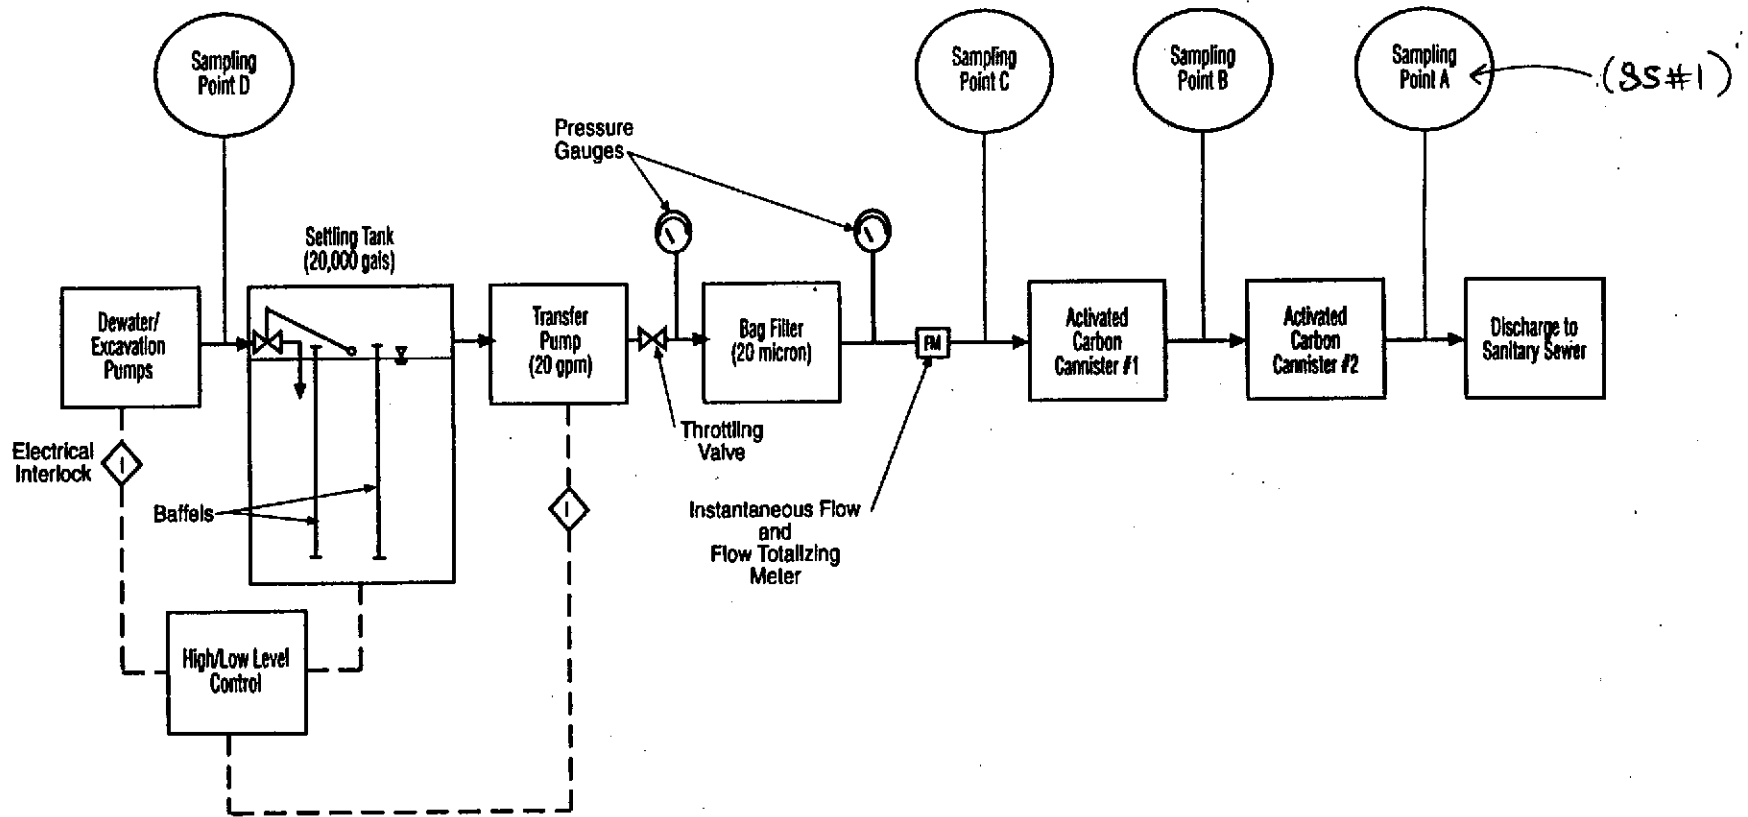 Sampling
Point D
Sampling
Point C
Sampling
Point B
Sampling
Point A
(SS#1)
Pressure
Gauges
Settling Tank
(20,000 gals)
Dewater/
Excavation
Pumps
Transfer
Pump
(20 gpm)
Bag Filter
(20 micron)
FM
Activated
Carbon
Cannister #1
Activated
Carbon
Cannister #2
Discharge to
Sanitary Sewer
Electrical
Interlock
I
Baffels
Throttling
Valve
I
Instantaneous Flow
and
Flow Totalizing
Meter
High/Low Level
Control